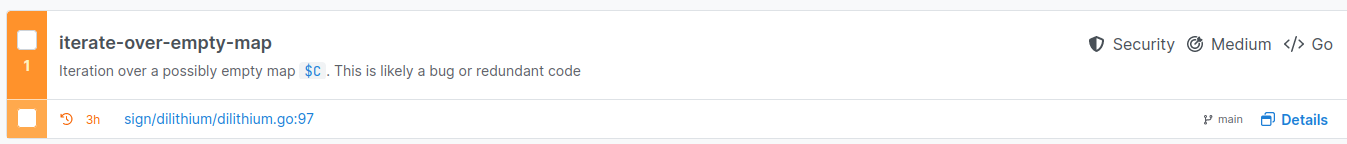 iterate-over-empty-map
Security Medium Go
1
Iteration over a possibly empty map $C. This is likely a bug or redundant code
3h sign/dilithium/dilithium.go:97 main Details